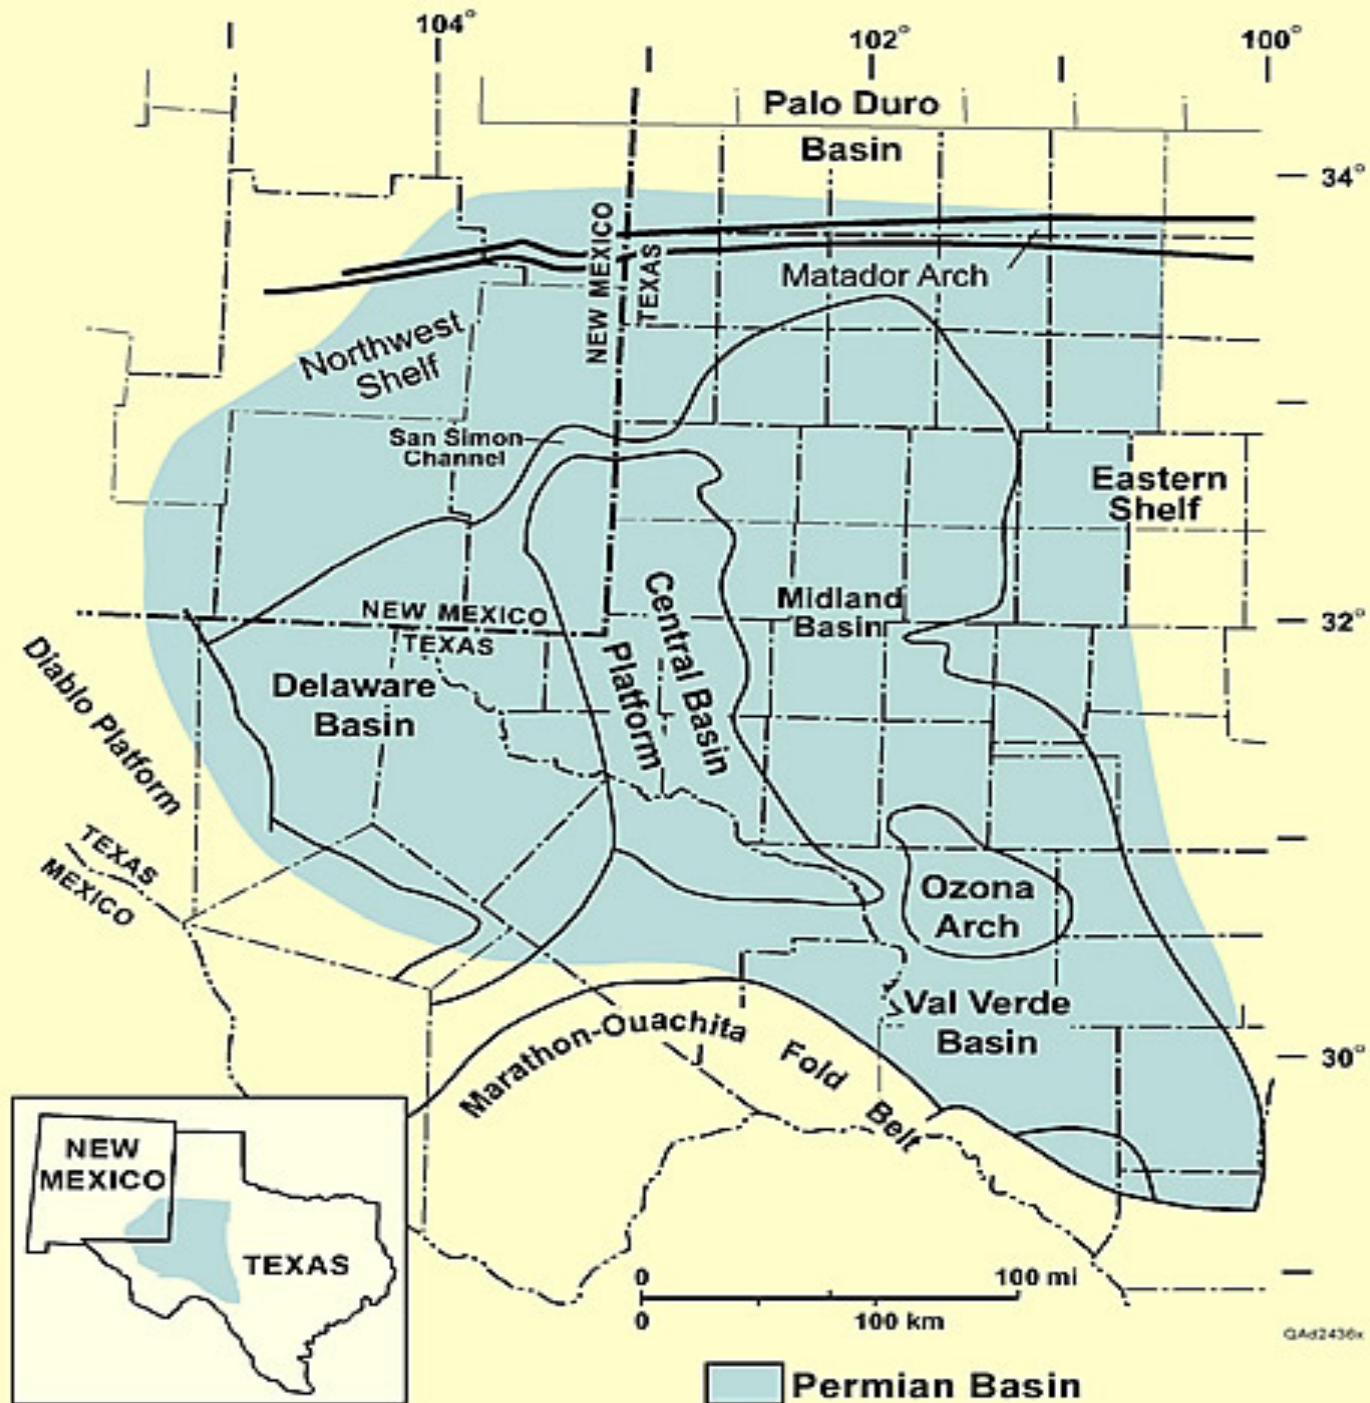 104°
102°
100°
Palo Duro
Basin
34°
NEW MEXICO
TEXAS
Matador Arch
Northwest
Shelf
San Simon
Channel
Eastern
Shelf
Central Basin
Platform
Midland
Basin
NEW MEXICO
TEXAS
32°
Diablo Platform
Delaware
Basin
TEXAS
MEXICO
Ozona
Arch
Val Verde
Basin
Marathon-Ouachita Fold Belt
30°
NEW
MEXICO
TEXAS
0 100 mi
0 100 km
QAd2436x
Permian Basin